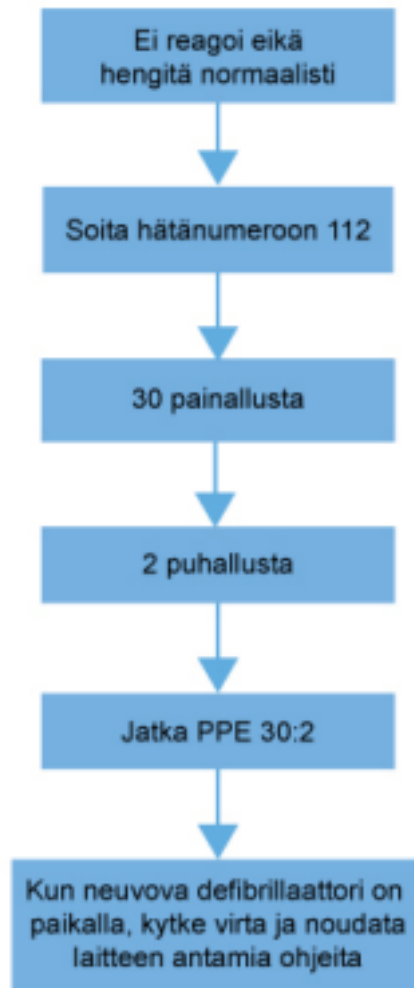 Ei reagoi eikä
hengitä normaalisti
Soita hätänumeroon 112
30 painallusta
2 puhallusta
Jatka PPE 30:2
Kun neuvova defibrillaattori on
paikalla, kytke virta ja noudata
laitteen antamia ohjeita